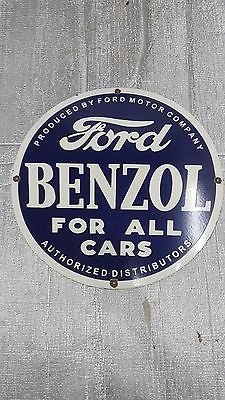 PRODUCED BY FORD MOTOR COMPANY
Ford
BENZOL
FOR ALL
CARS
AUTHORIZED-DISTRIBUTORS